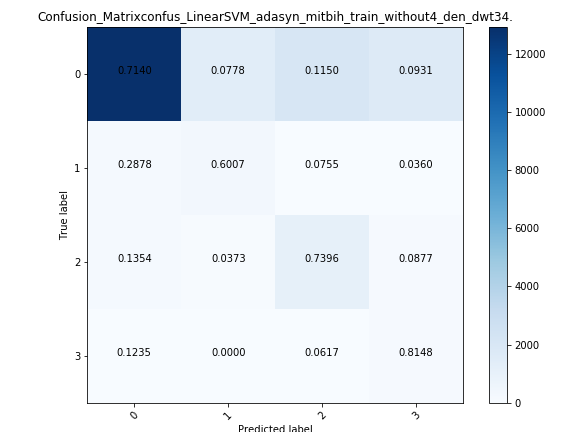 Confusion_Matrixconfus_LinearSVM_adasyn_mitbih_train_without4_den_dwt34.
0 0.7140 0.0778 0.1150 0.0931
1 0.2878 0.6007 0.0755 0.0360
2 0.1354 0.0373 0.7396 0.0877
3 0.1235 0.0000 0.0617 0.8148
True label
0 1 2 3
Predicted label
12000
10000
8000
6000
4000
2000
0